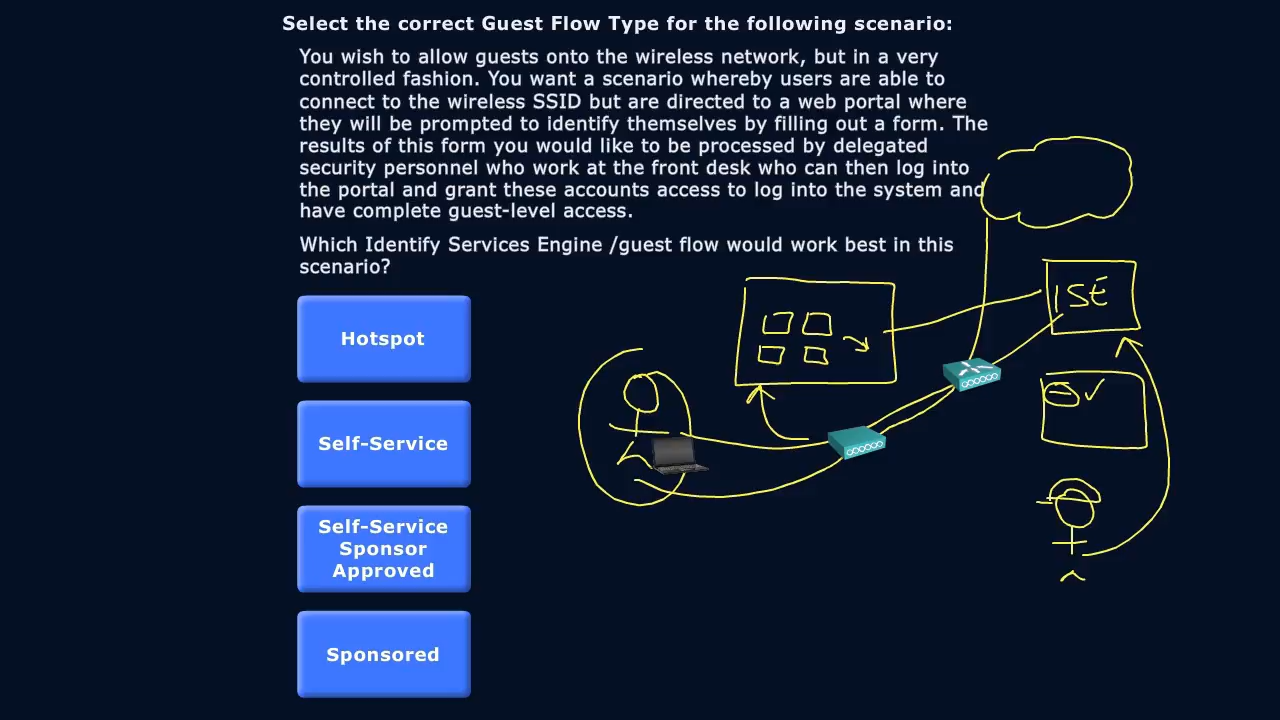 Select the correct Guest Flow Type for the following scenario:
You wish to allow guests onto the wireless network, but in a very
controlled fashion. You want a scenario whereby users are able to
connect to the wireless SSID but are directed to a web portal where
they will be prompted to identify themselves by filling out a form. The
results of this form you would like to be processed by delegated
security personnel who work at the front desk who can then log into
the portal and grant these accounts access to log into the system and
have complete guest-level access.
Which Identify Services Engine /guest flow would work best in this
scenario?
ISE
Hotspot
Self-Service
Self-Service
Sponsor
Approved
Sponsored